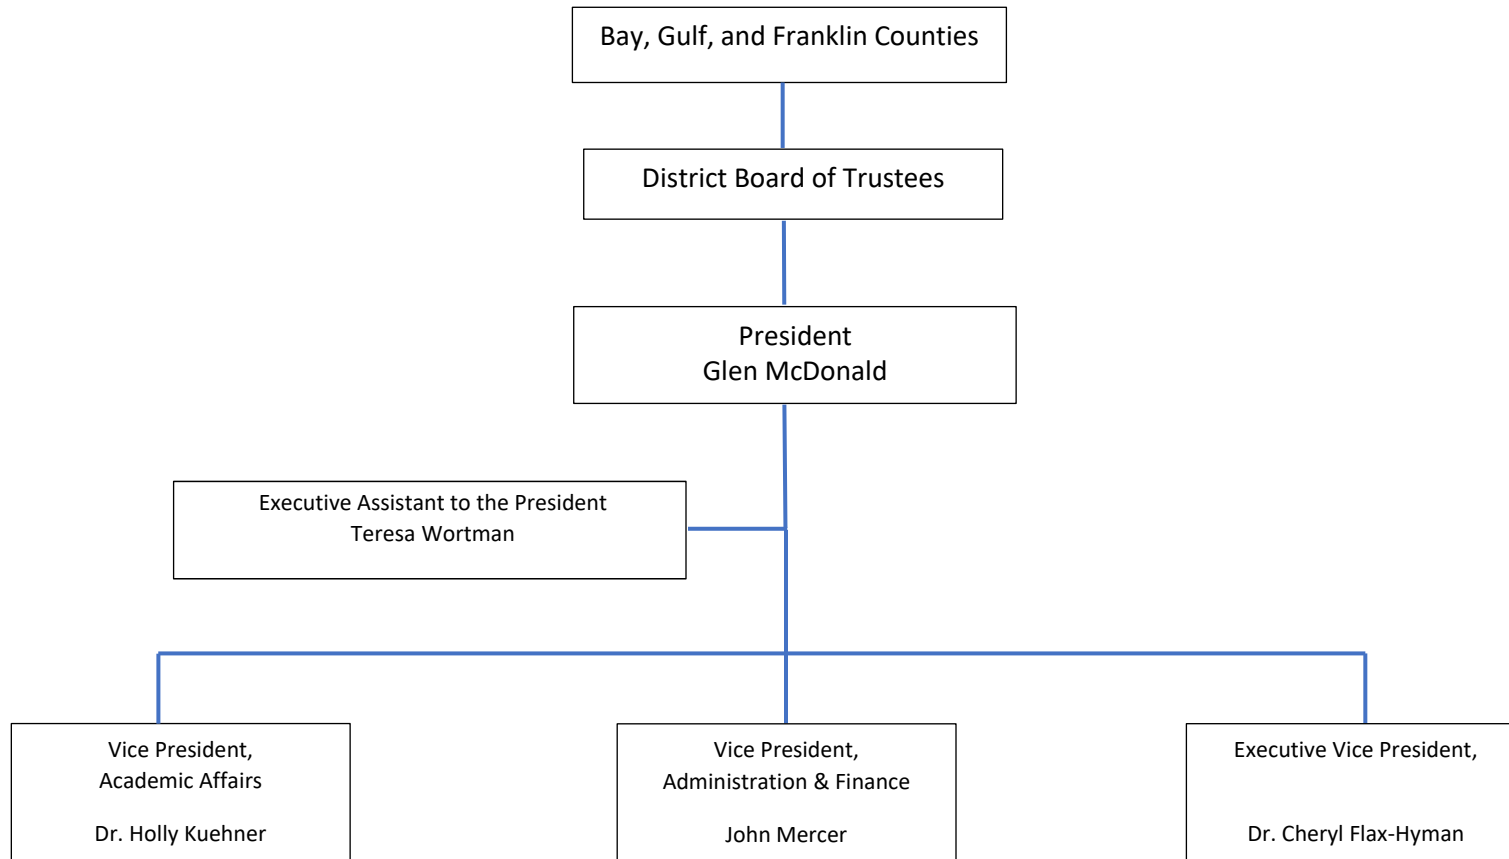 Bay, Gulf, and Franklin Counties
District Board of Trustees
President
Glen McDonald
Executive Assistant to the President
Teresa Wortman
Vice President,
Academic Affairs
Dr. Holly Kuehner
Vice President,
Administration & Finance
John Mercer
Executive Vice President,
Dr. Cheryl Flax-Hyman